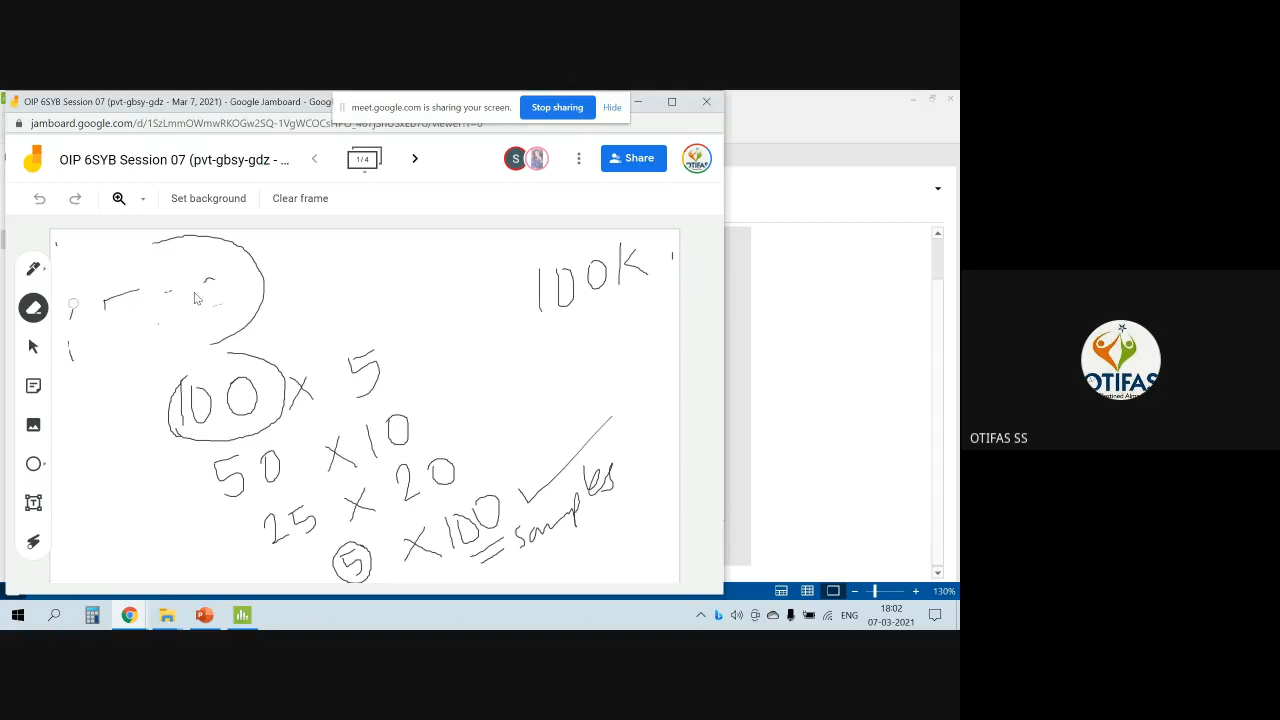 OIP 6SYB Session 07 (pvt-gbsy-gdz - Mar 7, 2021) - Google Jamboard - Goog
meet.google.com is sharing your screen.
Stop sharing
Hide
OIP 6SYB Session 07 (pvt-gbsy-gdz - ...
1/4
S
Share
Set background
Clear frame
100K
100 x 5
50 x 10
25 x 20
5 x 100 samples
OTIFAS
OTIFAS SS
130%
ENG
18:02
07-03-2021